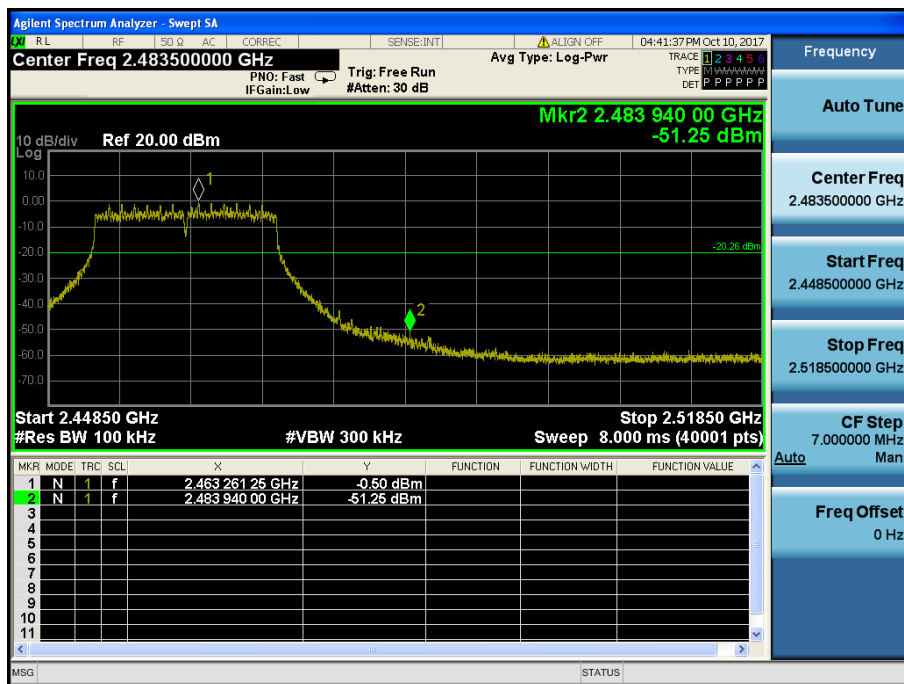 Agilent Spectrum Analyzer - Swept SA
LXI RL RF 50 Ω AC CORREC SENSE:INT ALIGN OFF 04:41:37 PM Oct 10, 2017
Center Freq 2.483500000 GHz
PNO: Fast
IFGain:Low
Trig: Free Run
#Atten: 30 dB
Avg Type: Log-Pwr
TRACE 1 2 3 4 5 6
TYPE MWWWWW
DET P P P P P P
Mkr2 2.483 940 00 GHz
-51.25 dBm
10 dB/div Ref 20.00 dBm
Log
10.0
0.00
-10.0
-20.0
-30.0
-40.0
-50.0
-60.0
-70.0
1
2
-20.26 dBm
Start 2.44850 GHz Stop 2.51850 GHz
#Res BW 100 kHz #VBW 300 kHz Sweep 8.000 ms (40001 pts)
MKR MODE TRC SCL X Y FUNCTION FUNCTION WIDTH FUNCTION VALUE
1 N 1 f 2.463 261 25 GHz -0.50 dBm
2 N 1 f 2.483 940 00 GHz -51.25 dBm
3
4
5
6
7
8
9
10
11
MSG STATUS
Frequency
Auto Tune
Center Freq
2.483500000 GHz
Start Freq
2.448500000 GHz
Stop Freq
2.518500000 GHz
CF Step
7.000000 MHz
Auto Man
Freq Offset
0 Hz